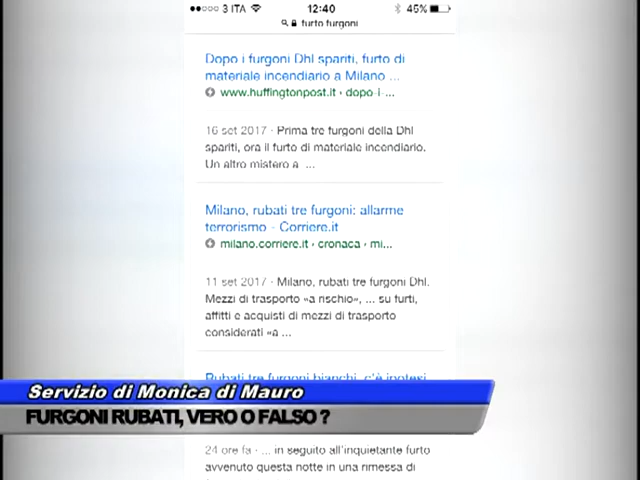 3 ITA 12:40 45%
furto furgoni
Dopo i furgoni Dhl spariti, furto di
materiale incendiario a Milano ...
www.huffingtonpost.it › dopo-i-...
16 set 2017 · Prima tre furgoni della Dhl
spariti, ora il furto di materiale incendiario.
Un altro mistero a ...
Milano, rubati tre furgoni: allarme
terrorismo - Corriere.it
milano.corriere.it › cronaca › mi...
11 set 2017 · Milano, rubati tre furgoni Dhl.
Mezzi di trasporto «a rischio», ... su furti,
affitti e acquisti di mezzi di trasporto
considerati «a ...
Rubati tre furgoni bianchi, c'è ipotesi
Servizio di Monica di Mauro
FURGONI RUBATI, VERO O FALSO ?
24 ore fa · ... in seguito all'inquietante furto
avvenuto questa notte in una rimessa di